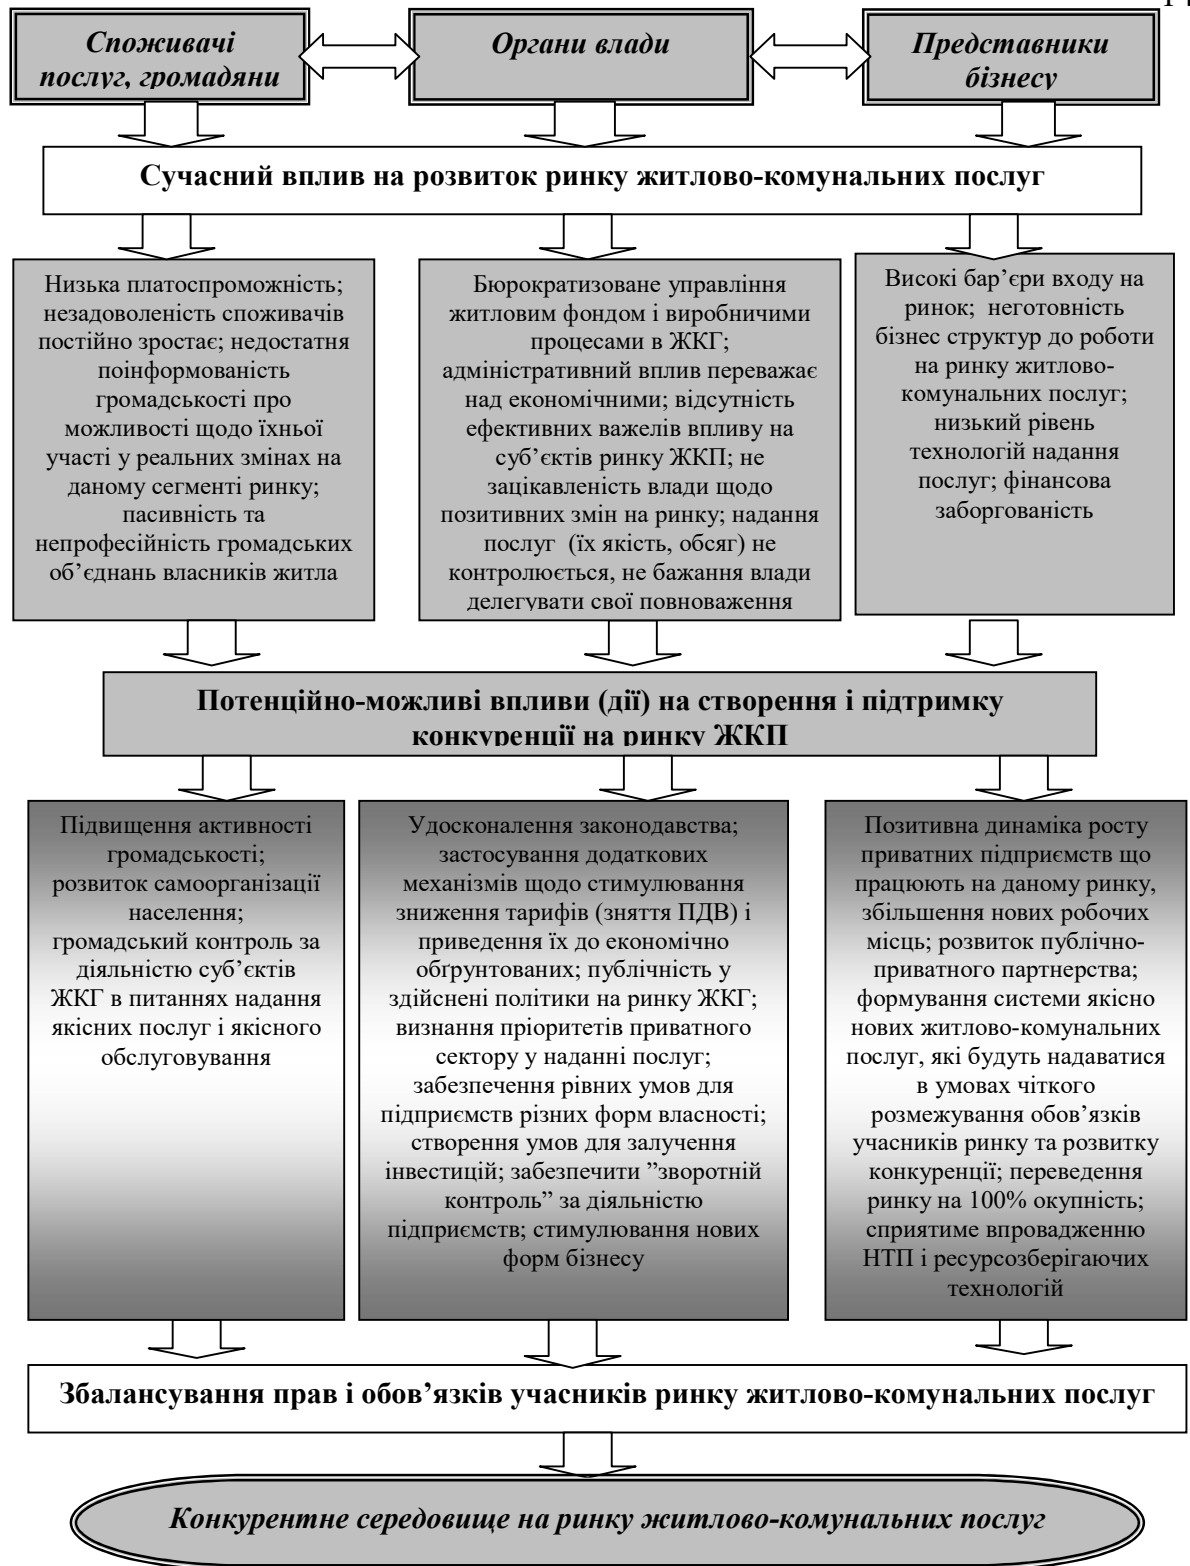 Споживачі
послуг, громадяни
Органи влади
Представники
бізнесу
Сучасний вплив на розвиток ринку житлово-комунальних послуг
Низька платоспроможність;
незадоволеність споживачів
постійно зростає; недостатня
поінформованість
громадськості про
можливості щодо їхньої
участі у реальних змінах на
даному сегменті ринку;
пасивність та
непрофесійність громадських
об’єднань власників житла
Бюрократизоване управління
житловим фондом і виробничими
процесами в ЖКГ;
адміністративний вплив переважає
над економічними; відсутність
ефективних важелів впливу на
суб’єктів ринку ЖКП; не
зацікавленість влади щодо
позитивних змін на ринку; надання
послуг (їх якість, обсяг) не
контролюється, не бажання влади
делегувати свої повноваження
Високі бар’єри входу на
ринок; неготовність
бізнес структур до роботи
на ринку житлово-
комунальних послуг;
низький рівень
технологій надання
послуг; фінансова
заборгованість
Потенційно-можливі впливи (дії) на створення і підтримку
конкуренції на ринку ЖКП
Підвищення активності
громадськості;
розвиток самоорганізації
населення;
громадський контроль за
діяльністю суб’єктів
ЖКГ в питаннях надання
якісних послуг і якісного
обслуговування
Удосконалення законодавства;
застосування додаткових
механізмів щодо стимулювання
зниження тарифів (зняття ПДВ) і
приведення їх до економічно
обґрунтованих; публічність у
здійснені політики на ринку ЖКГ;
визнання пріоритетів приватного
сектору у наданні послуг;
забезпечення рівних умов для
підприємств різних форм власності;
створення умов для залучення
інвестицій; забезпечити ”зворотній
контроль” за діяльністю
підприємств; стимулювання нових
форм бізнесу
Позитивна динаміка росту
приватних підприємств що
працюють на даному ринку,
збільшення нових робочих
місць; розвиток публічно-
приватного партнерства;
формування системи якісно
нових житлово-комунальних
послуг, які будуть надаватися
в умовах чіткого
розмежування обов’язків
учасників ринку та розвитку
конкуренції; переведення
ринку на 100% окупність;
сприятиме впровадженню
НТП і ресурсозберігаючих
технологій
Збалансування прав і обов’язків учасників ринку житлово-комунальних послуг
Конкурентне середовище на ринку житлово-комунальних послуг